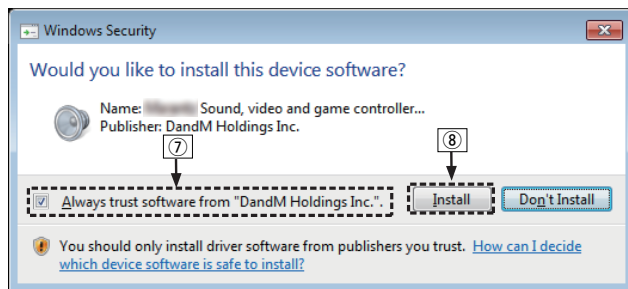 Windows Security
Would you like to install this device software?
Name: Sound, video and game controller...
Publisher: DandM Holdings Inc.
⑦
⑧
Always trust software from "DandM Holdings Inc.".
Install
Don't Install
You should only install driver software from publishers you trust. How can I decide
which device software is safe to install?